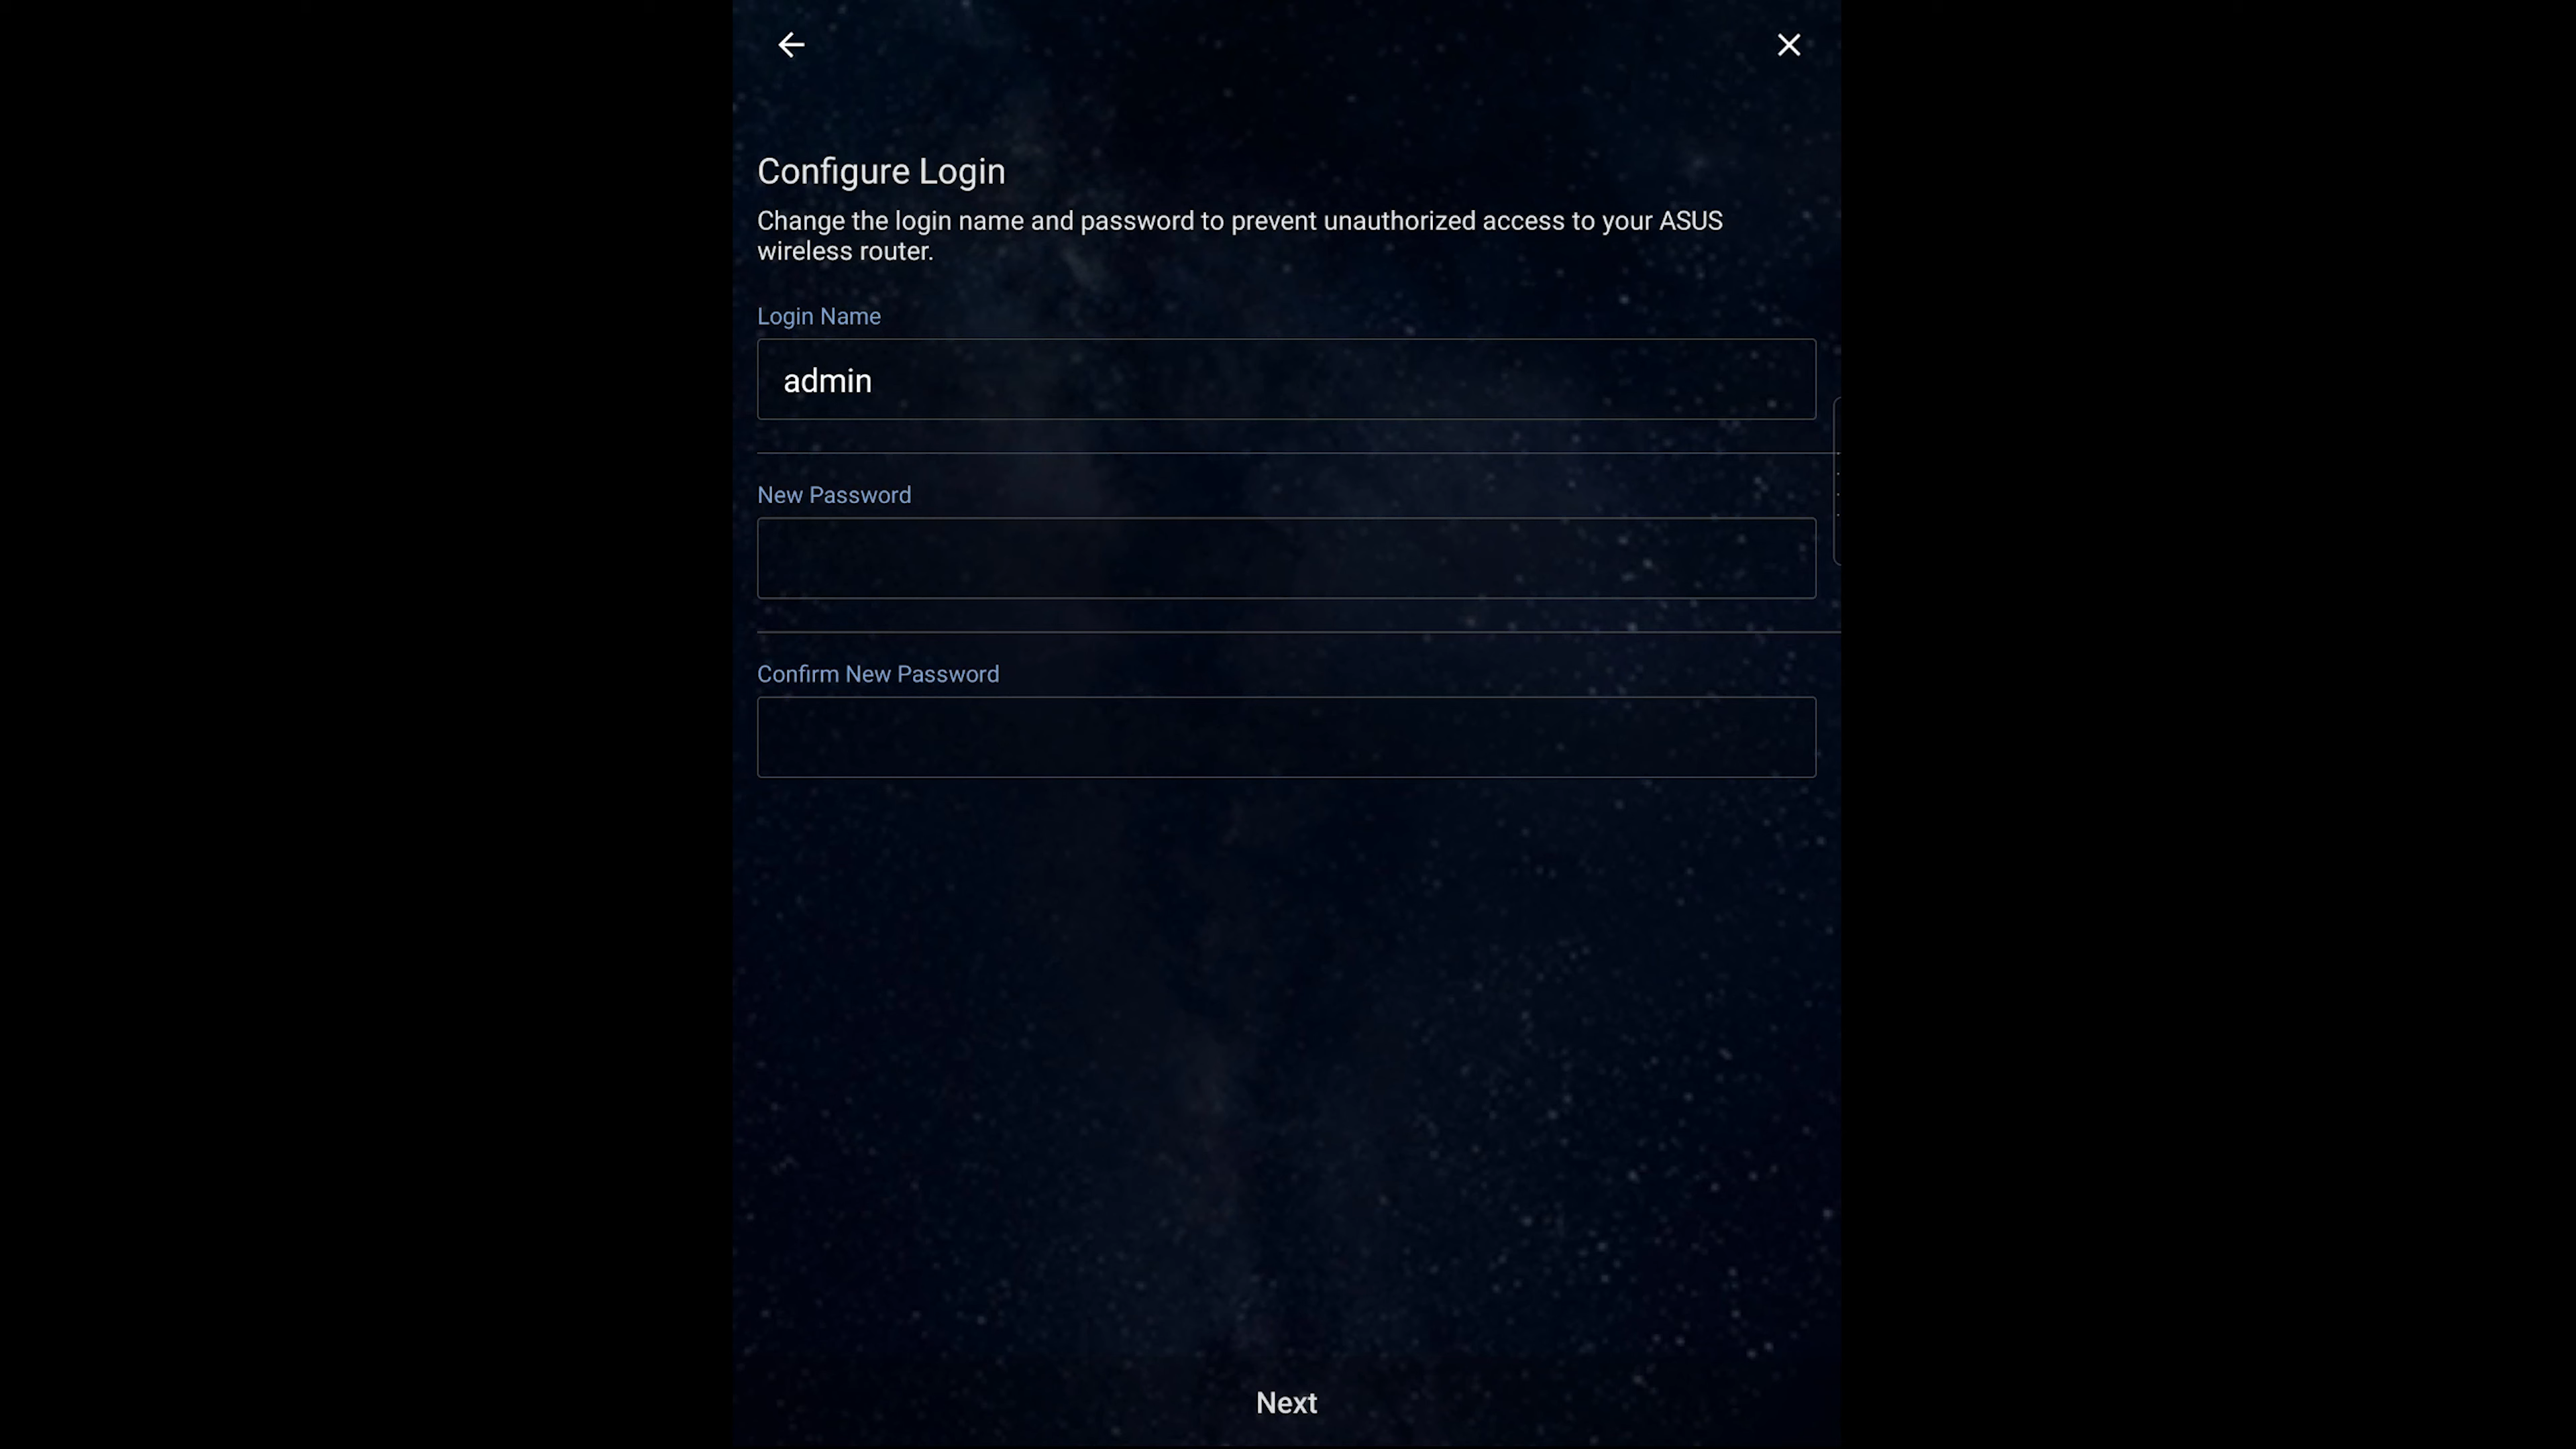 Configure Login
Change the login name and password to prevent unauthorized access to your ASUS
wireless router.
Login Name
admin
New Password
Confirm New Password
Next